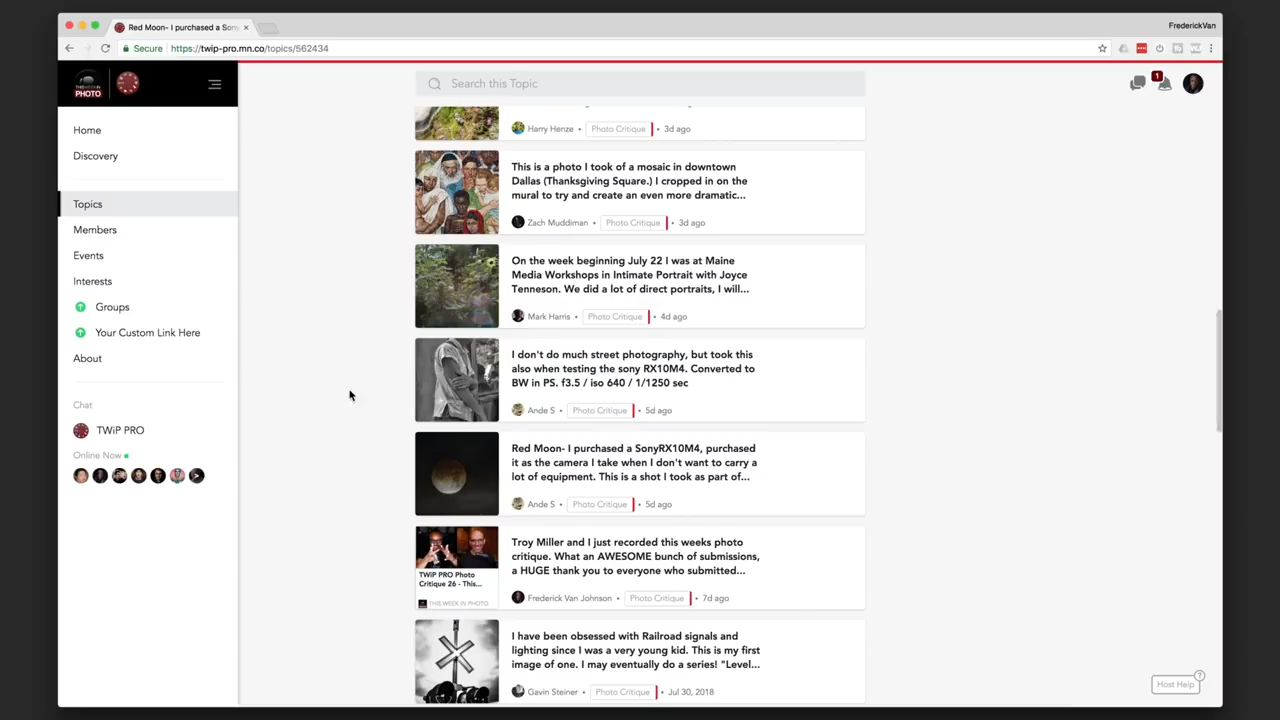 Red Moon- I purchased a Sony
FrederickVan
Secure https://twip-pro.mn.co/topics/562434
THIS WEEK IN
PHOTO
Search this Topic
1
Home
Discovery
Topics
Members
Events
Interests
Groups
Your Custom Link Here
About
Chat
TWiP PRO
Online Now
Harry Henze • Photo Critique • 3d ago
This is a photo I took of a mosaic in downtown
Dallas (Thanksgiving Square.) I cropped in on the
mural to try and create an even more dramatic...
Zach Muddiman • Photo Critique • 3d ago
On the week beginning July 22 I was at Maine
Media Workshops in Intimate Portrait with Joyce
Tenneson. We did a lot of direct portraits, I will...
Mark Harris • Photo Critique • 4d ago
I don't do much street photography, but took this
also when testing the sony RX10M4. Converted to
BW in PS. f3.5 / iso 640 / 1/1250 sec
Ande S • Photo Critique • 5d ago
Red Moon- I purchased a SonyRX10M4, purchased
it as the camera I take when I don't want to carry a
lot of equipment. This is a shot I took as part of...
Ande S • Photo Critique • 5d ago
TWiP PRO Photo
Critique 26 - This...
THIS WEEK IN PHOTO
Troy Miller and I just recorded this weeks photo
critique. What an AWESOME bunch of submissions,
a HUGE thank you to everyone who submitted...
Frederick Van Johnson • Photo Critique • 7d ago
I have been obsessed with Railroad signals and
lighting since I was a very young kid. This is my first
image of one. I may eventually do a series! "Level...
Gavin Steiner • Photo Critique • Jul 30, 2018
Host Help
?